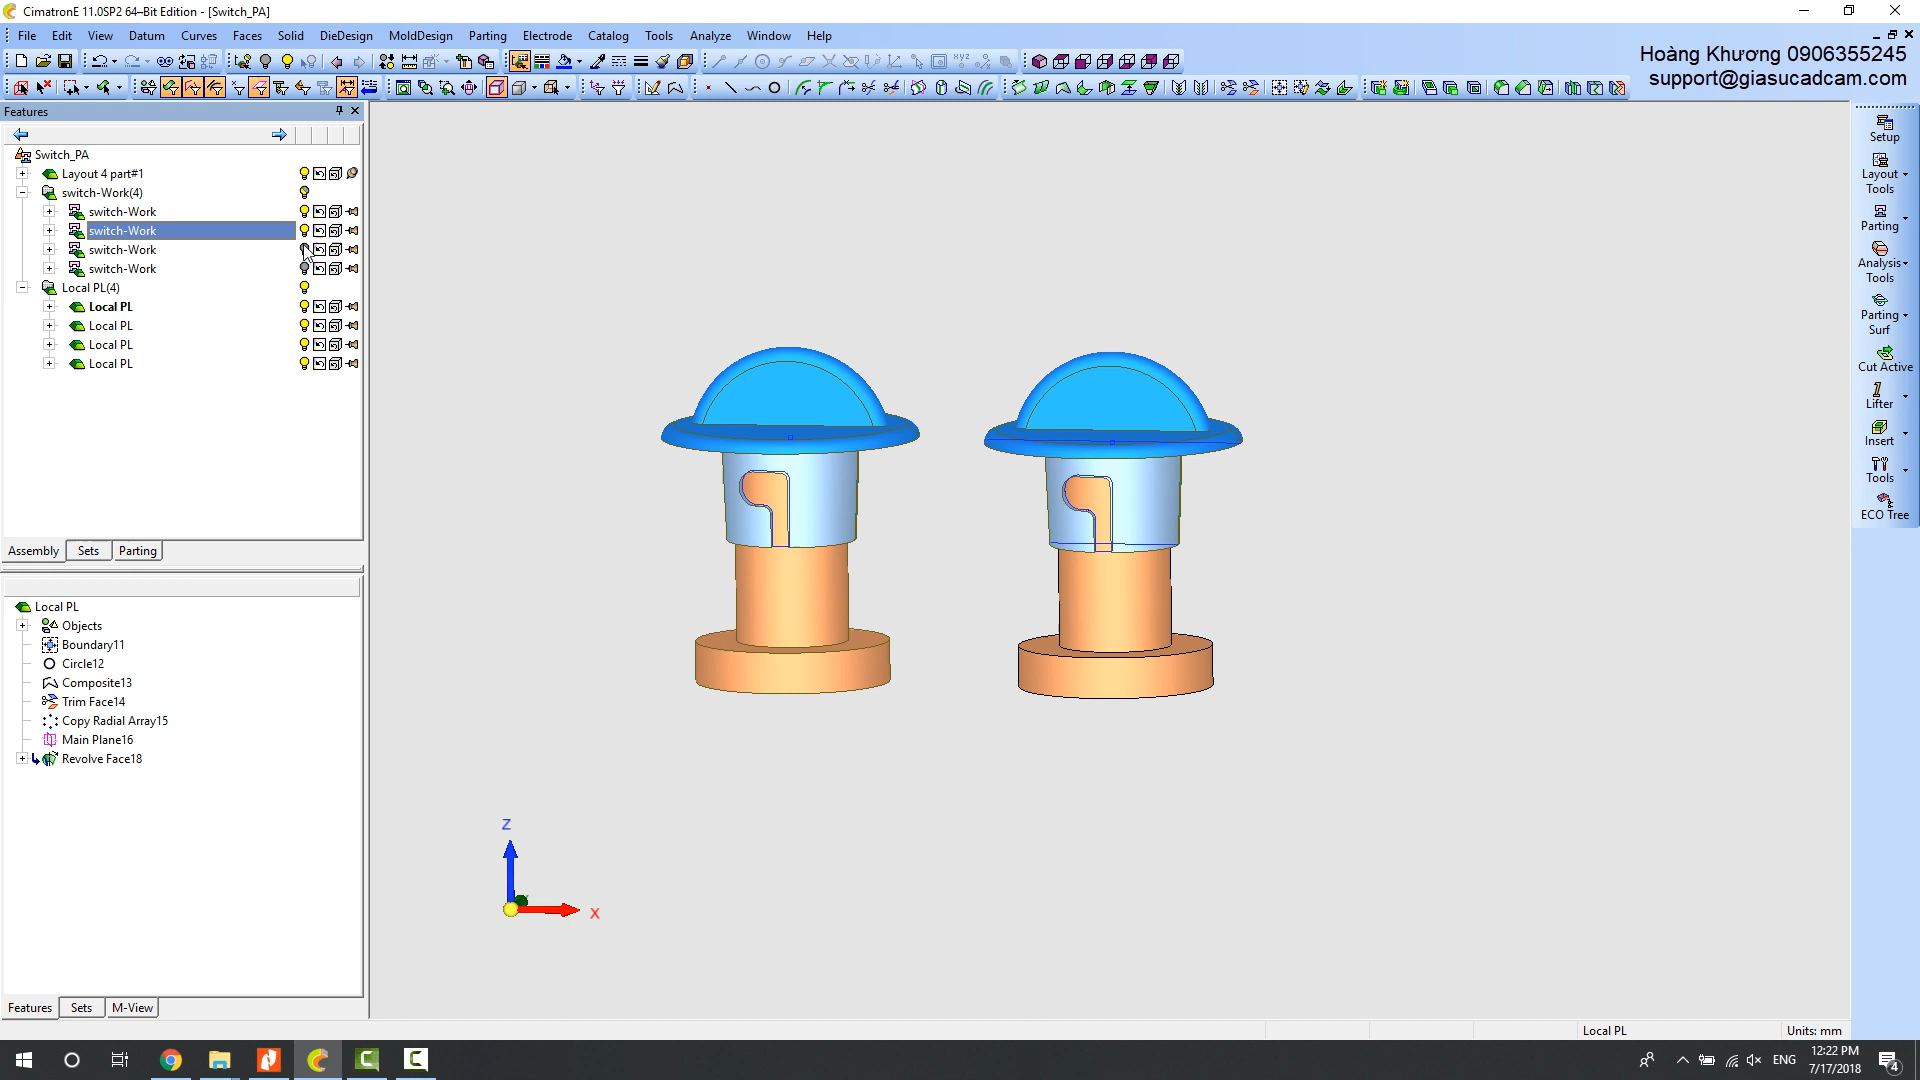 CimatronE 11.0SP2 64–Bit Edition - [Switch_PA]
File Edit View Datum Curves Faces Solid DieDesign MoldDesign Parting Electrode Catalog Tools Analyze Window Help
Hoàng Khương 0906355245
support@giasucadcam.com
Features
Switch_PA
Layout 4 part#1
switch-Work(4)
switch-Work
switch-Work
switch-Work
switch-Work
Local PL(4)
Local PL
Local PL
Local PL
Local PL
Assembly Sets Parting
Local PL
Objects
Boundary11
Circle12
Composite13
Trim Face14
Copy Radial Array15
Main Plane16
Revolve Face18
Features Sets M-View
Z
X
Setup
Layout
Tools
Parting
Analysis
Tools
Parting
Surf
Cut Active
Lifter
Insert
Tools
ECO Tree
Local PL Units: mm
ENG
12:22 PM
7/17/2018
4